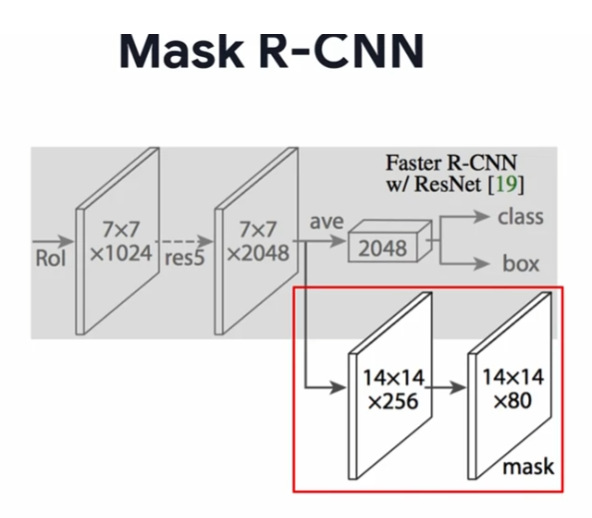 Mask R-CNN
Faster R-CNN
w/ ResNet [19]
RoI
7×7
×1024
res5
7×7
×2048
ave
2048
class
box
14×14
×256
14×14
×80
mask